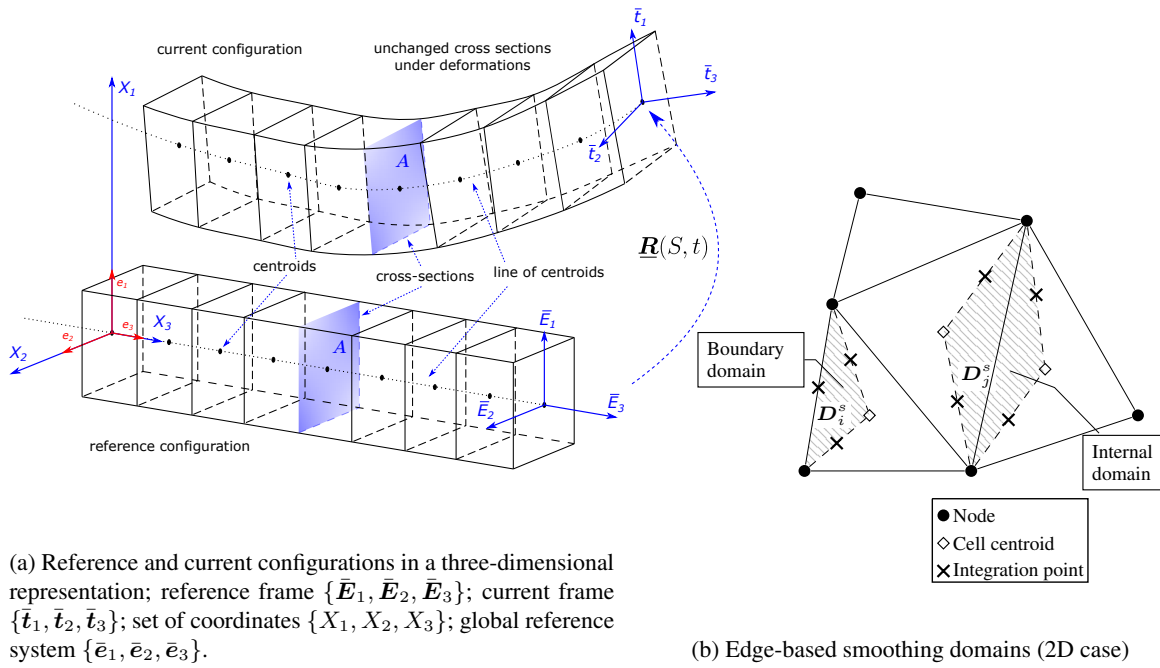 current configuration
unchanged cross sections
under deformations
t̄₁
t̄₃
t̄₂
X₁
A
R(S, t)
centroids
cross-sections
line of centroids
e₁
e₂
e₃
X₃
X₂
A
Ē₁
Ē₂
Ē₃
reference configuration
(a) Reference and current configurations in a three-dimensional
representation; reference frame {Ē₁, Ē₂, Ē₃}; current frame
{t̄₁, t̄₂, t̄₃}; set of coordinates {X₁, X₂, X₃}; global reference
system {ē₁, ē₂, ē₃}.
Boundary
domain
Dᵢˢ
Dⱼˢ
Internal
domain
Node
Cell centroid
Integration point
(b) Edge-based smoothing domains (2D case)